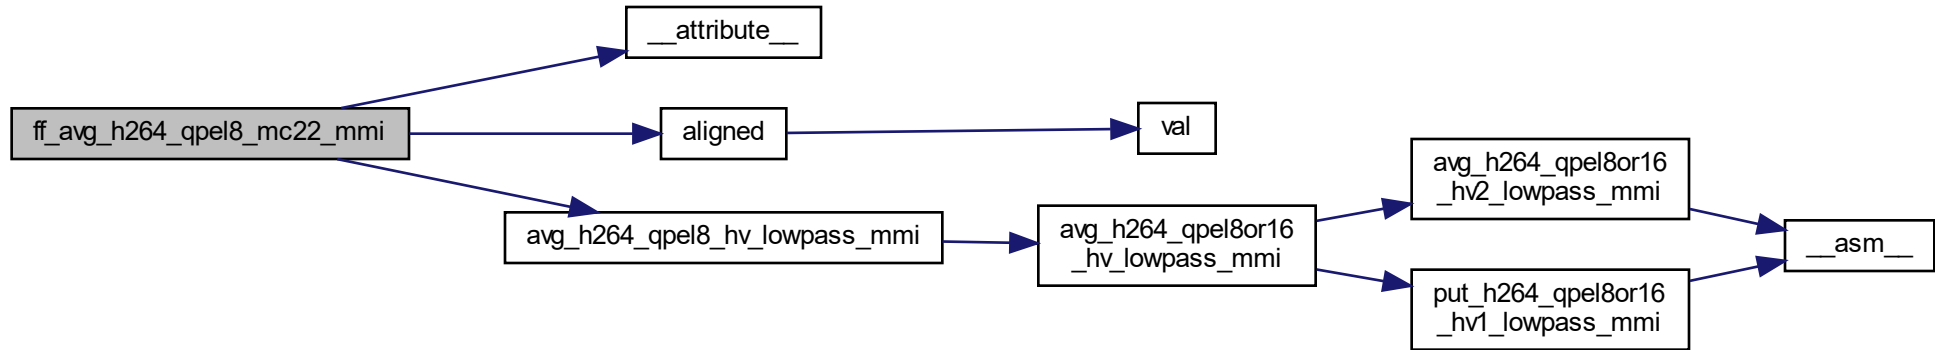 __attribute__
ff_avg_h264_qpel8_mc22_mmi
aligned
val
avg_h264_qpel8_hv_lowpass_mmi
avg_h264_qpel8or16
_hv_lowpass_mmi
avg_h264_qpel8or16
_hv2_lowpass_mmi
put_h264_qpel8or16
_hv1_lowpass_mmi
__asm__